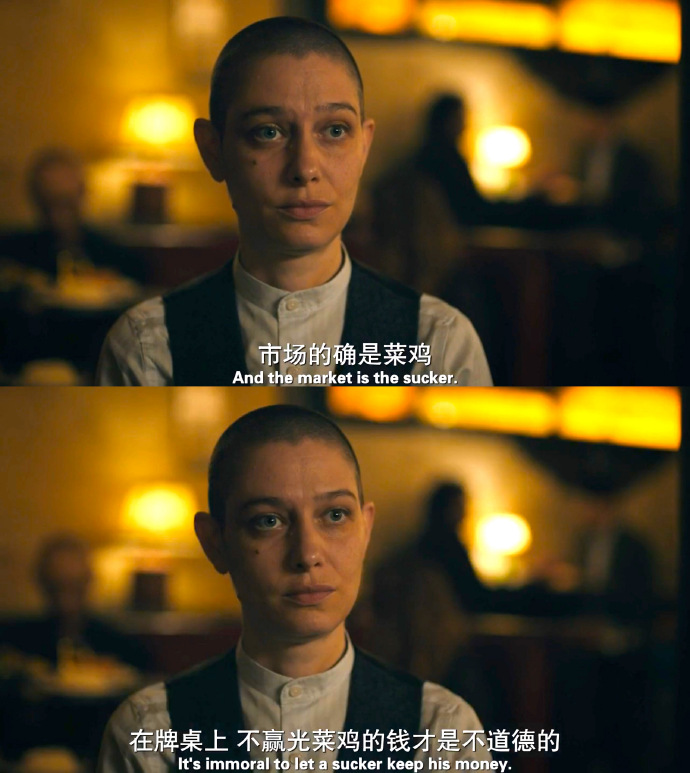 市场的确是菜鸡
And the market is the sucker.
在牌桌上 不赢光菜鸡的钱才是不道德的
It's immoral to let a sucker keep his money.